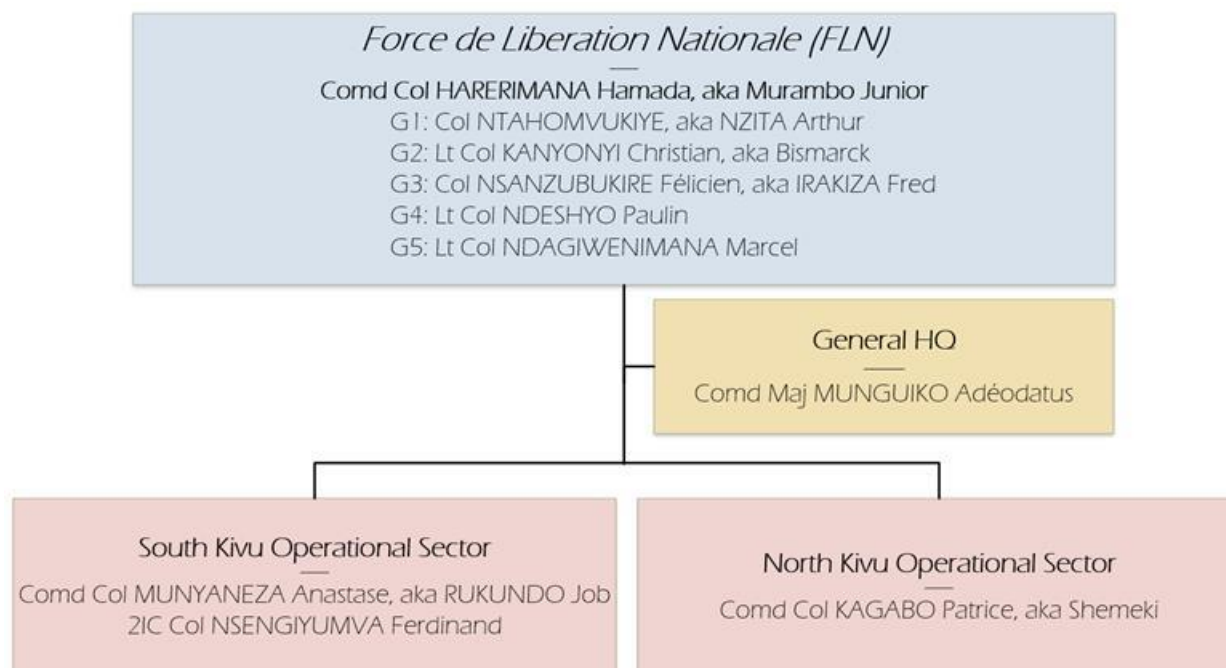 Force de Liberation Nationale (FLN)
Comd Col HARERIMANA Hamada, aka Murambo Junior
G1: Col NTAHOMVUKIYE, aka NZITA Arthur
G2: Lt Col KANYONYI Christian, aka Bismarck
G3: Col NSANZUBUKIRE Félicien, aka IRAKIZA Fred
G4: Lt Col NDESHYO Paulin
G5: Lt Col NDAGIWENIMANA Marcel
General HQ
Comd Maj MUNGUIKO Adéodatus
South Kivu Operational Sector
Comd Col MUNYANEZA Anastase, aka RUKUNDO Job
2IC Col NSENGIYUMVA Ferdinand
North Kivu Operational Sector
Comd Col KAGABO Patrice, aka Shemeki